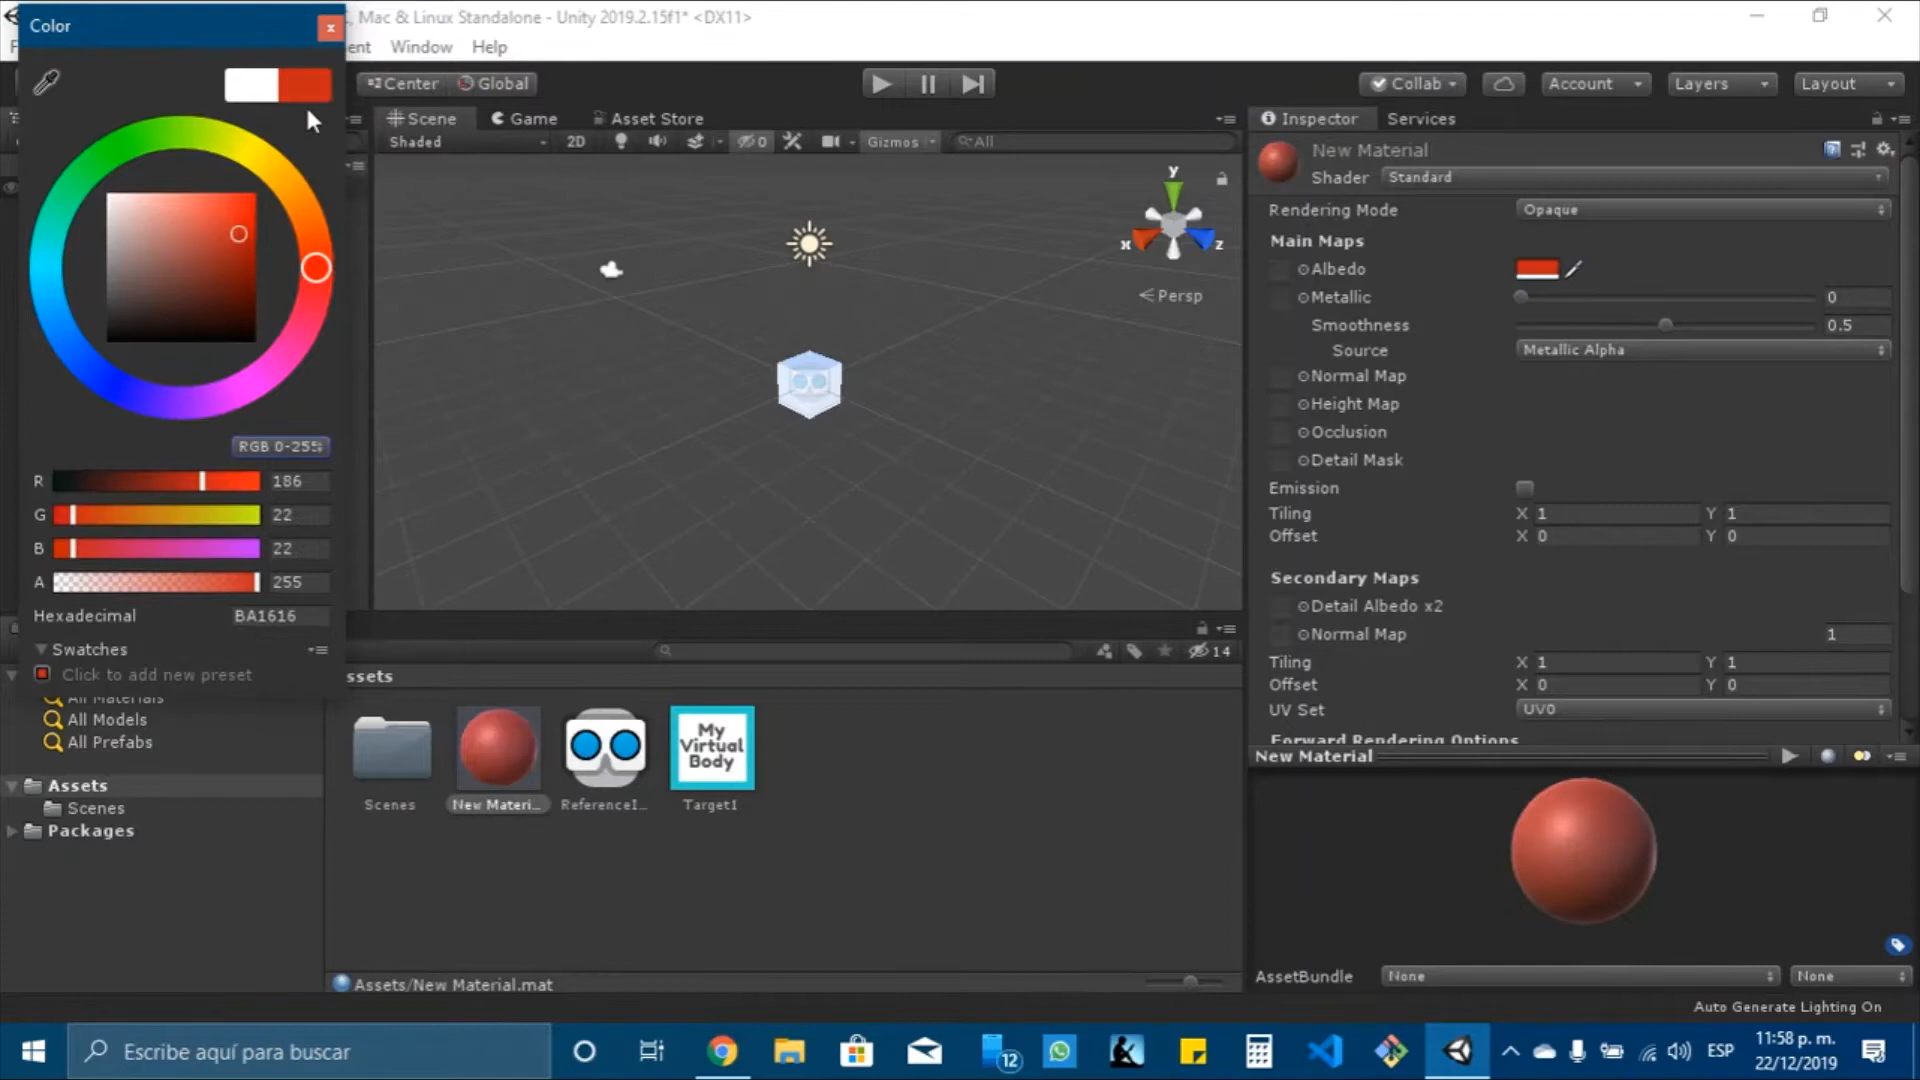 Color
x
, Mac & Linux Standalone - Unity 2019.2.15f1* <DX11>
ent Window Help
Center Global
Collab Account Layers Layout
Scene Game Asset Store
Shaded 2D 0 Gizmos All
y
x z
Persp
RGB 0-255
R 186
G 22
B 22
A 255
Hexadecimal BA1616
Swatches
Click to add new preset
All Materials
All Models
All Prefabs
Assets
Scenes
Packages
14
ssets
Scenes
New Materi...
ReferenceI...
My
Virtual
Body
Target1
Assets/New Material.mat
Inspector Services
New Material
Shader Standard
Rendering Mode Opaque
Main Maps
Albedo
Metallic 0
Smoothness 0.5
Source Metallic Alpha
Normal Map
Height Map
Occlusion
Detail Mask
Emission
Tiling X 1 Y 1
Offset X 0 Y 0
Secondary Maps
Detail Albedo x2
Normal Map 1
Tiling X 1 Y 1
Offset X 0 Y 0
UV Set UV0
Forward Rendering Options
New Material
AssetBundle None None
Auto Generate Lighting On
Escribe aquí para buscar
12
ESP
11:58 p. m.
22/12/2019